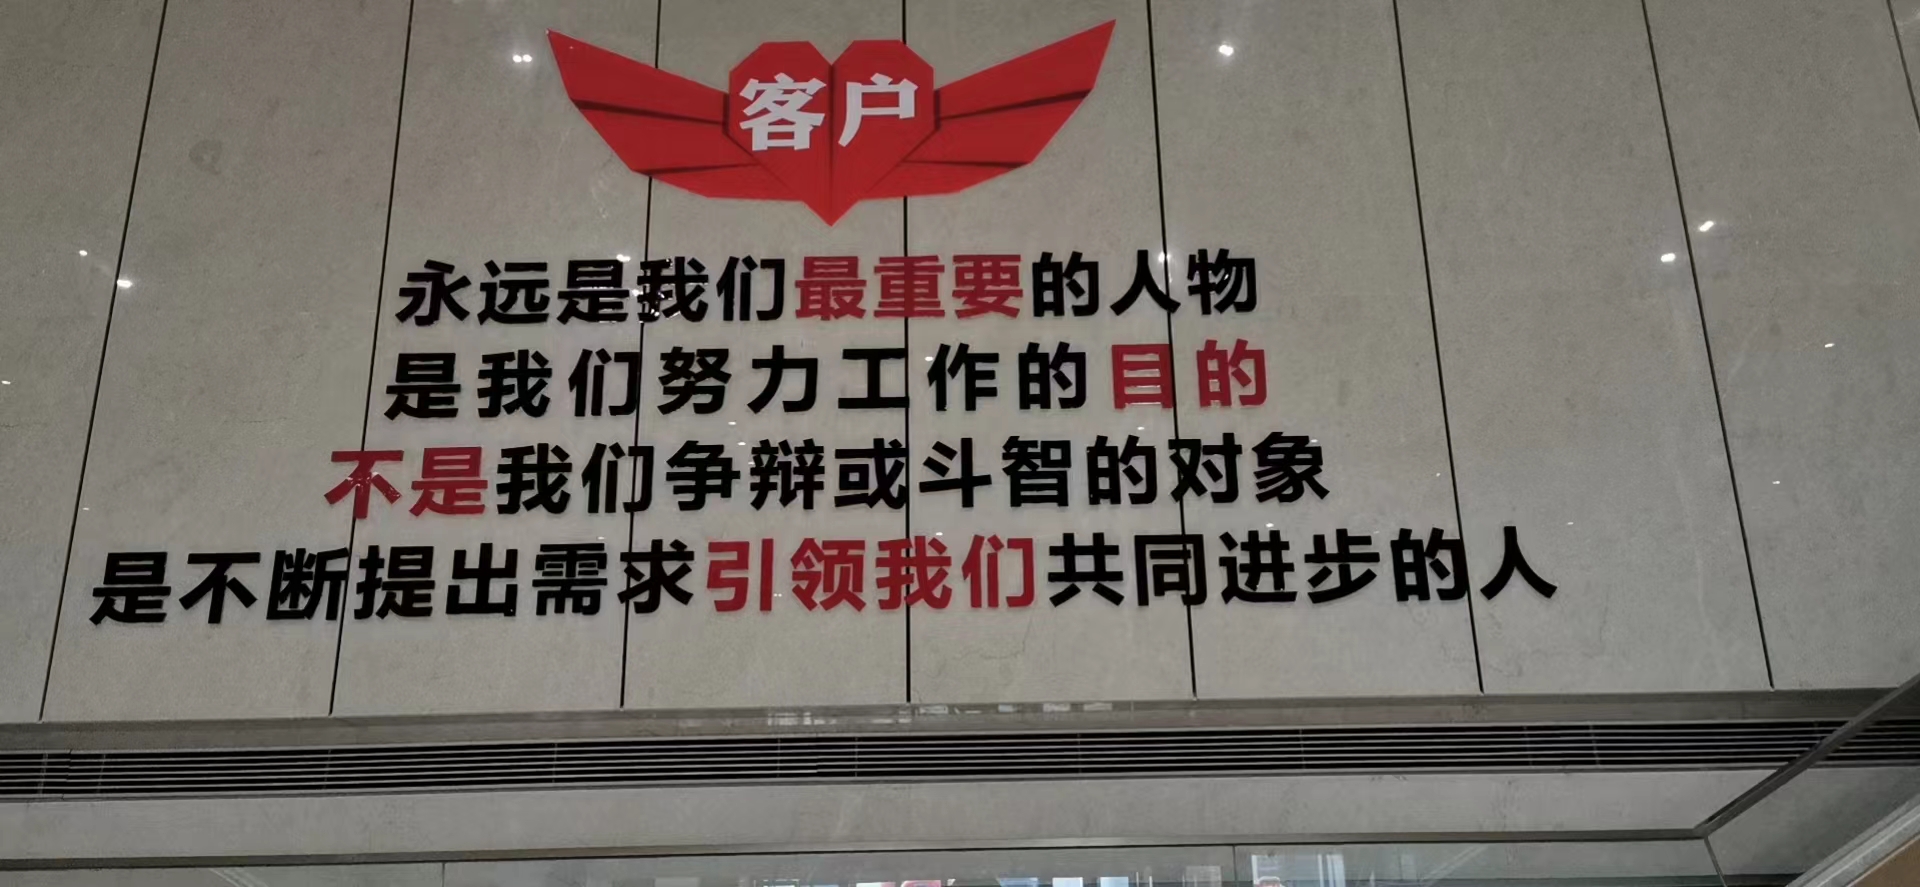 客户
永远是我们最重要的人物
是我们努力工作的目的
不是我们争辩或斗智的对象
是不断提出需求引领我们共同进步的人